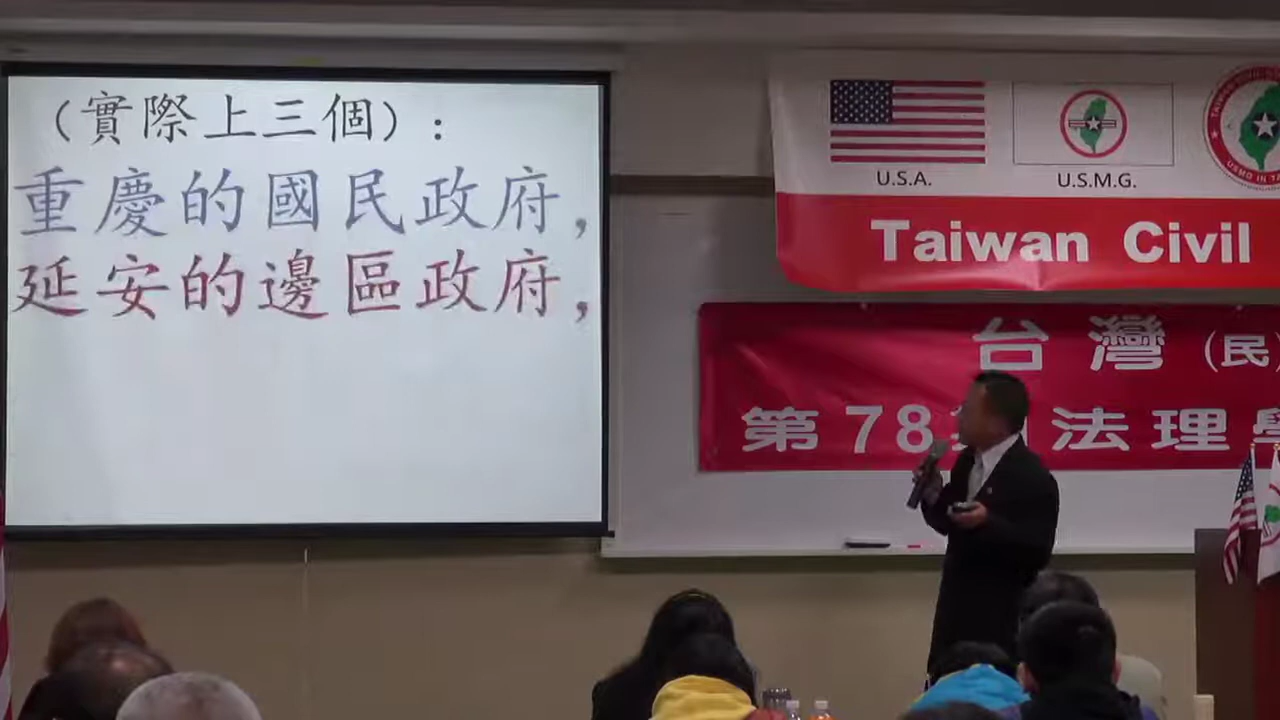 (實際上三個):
重慶的國民政府,
延安的邊區政府,
U.S.A.
U.S.M.G.
Taiwan Civil
台灣(民
第78 法理學